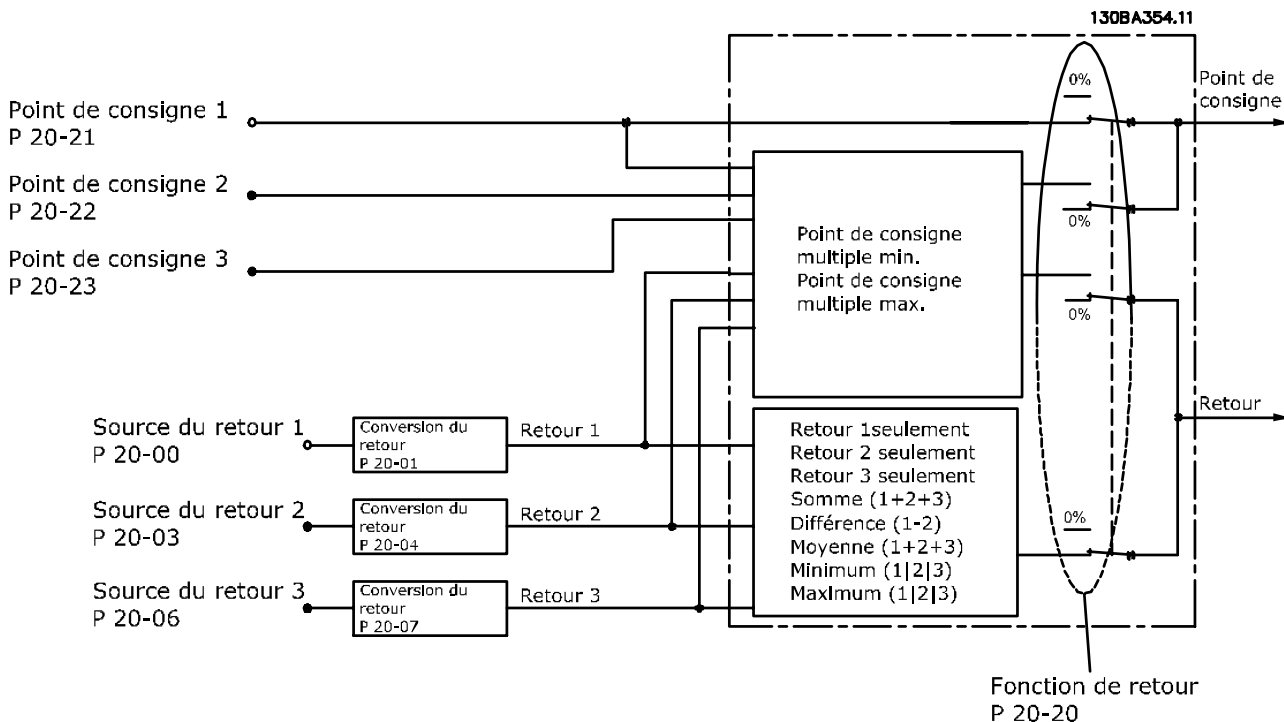 130BA354.11
Point de consigne 1
P 20-21
Point de consigne 2
P 20-22
Point de consigne 3
P 20-23
0%
Point de
consigne
0%
Point de consigne
multiple min.
Point de consigne
multiple max.
0%
Source du retour 1
P 20-00
Conversion du
retour
P 20-01
Retour 1
Source du retour 2
P 20-03
Conversion du
retour
P 20-04
Retour 2
Source du retour 3
P 20-06
Conversion du
retour
P 20-07
Retour 3
Retour 1seulement
Retour 2 seulement
Retour 3 seulement
Somme (1+2+3)
Différence (1-2)
Moyenne (1+2+3)
Minimum (1|2|3)
MaxImum (1|2|3)
0%
Retour
Fonction de retour
P 20-20